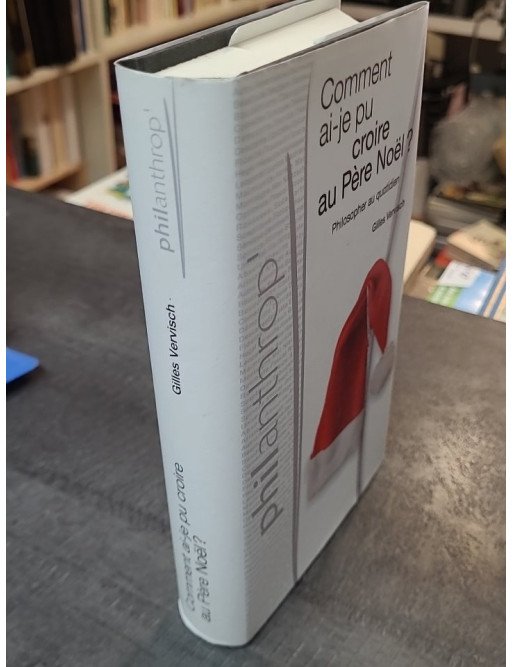 Comment
ai-je pu
croire
au Père Noël ?
Philosopher au quotidien
Gilles Vervisch
philanthrop'
philanthrop'
Gilles Vervisch
Comment ai-je pu croire
au Père Noël ?